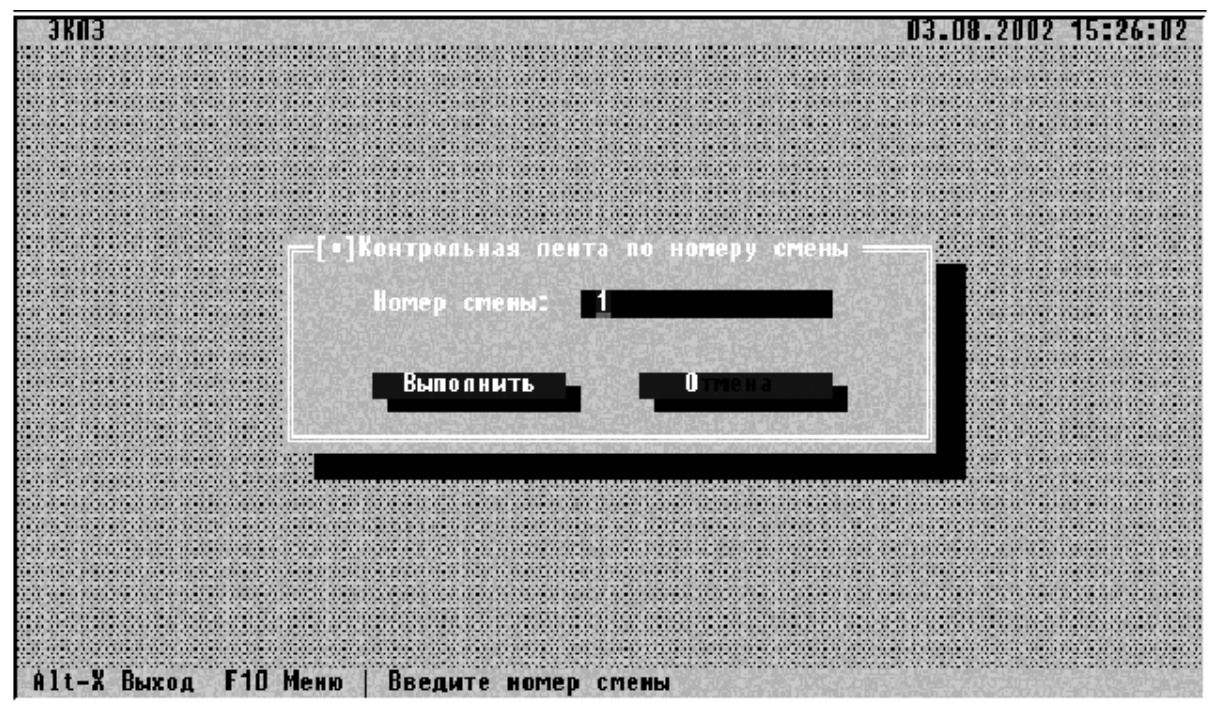 ЭКЛЗ 03.08.2002 15:26:02
[▪]Контрольная лента по номеру смены
Номер смены: 1
Выполнить Отмена
Alt-X Выход F10 Меню | Введите номер смены